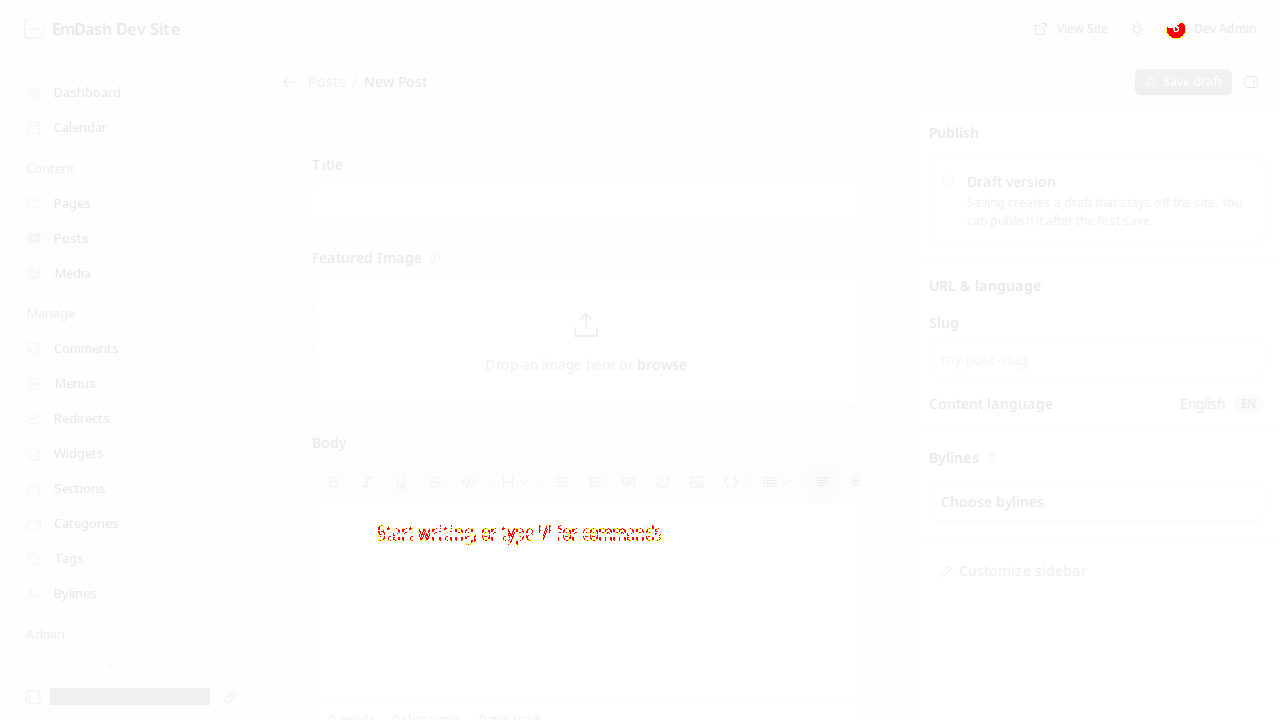 EmDash Dev Site
View Site
Dev Admin
Posts / New Post
Save draft
Dashboard
Calendar
Content
Pages
Posts
Media
Manage
Comments
Menus
Redirects
Widgets
Sections
Categories
Tags
Bylines
Admin
Title
Featured Image
Drop an image here or browse
Body
Start writing, or type '/' for commands
0 words 0 characters 0 min read
Publish
Draft version
Saving creates a draft that stays off the site. You
can publish it after the first save.
URL & language
Slug
my-post-slug
Content language English EN
Bylines
Choose bylines
Customize sidebar